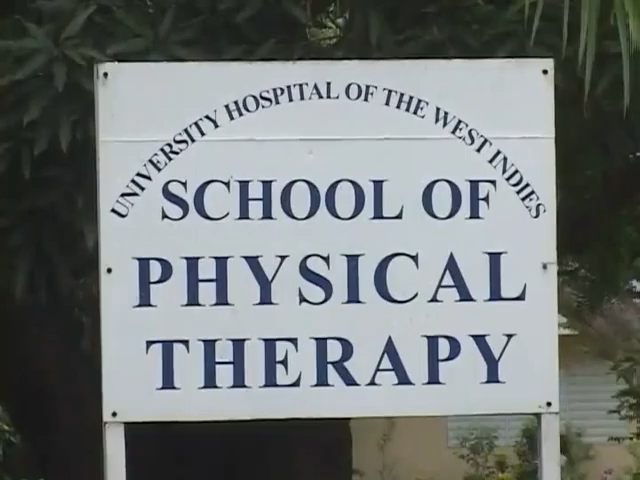 UNIVERSITY HOSPITAL OF THE WEST INDIES
SCHOOL OF
PHYSICAL
THERAPY